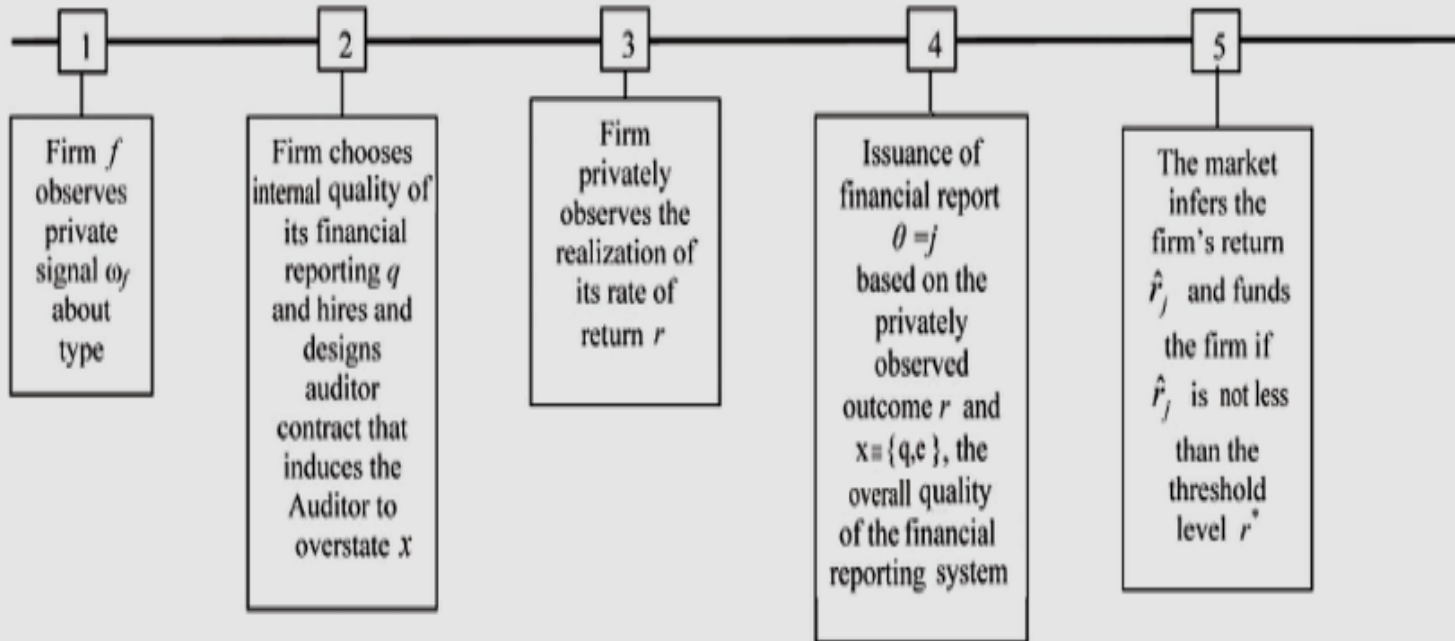 1
2
3
4
5
Firm f
observes
private
signal ωf
about
type
Firm chooses
internal quality of
its financial
reporting q
and hires and
designs
auditor
contract that
induces the
Auditor to
overstate x
Firm
privately
observes the
realization of
its rate of
return r
Issuance of
financial report
θ =j
based on the
privately
observed
outcome r and
x≡{q,e}, the
overall quality
of the financial
reporting system
The market
infers the
firm's return
r̂j and funds
the firm if
r̂j is not less
than the
threshold
level r*